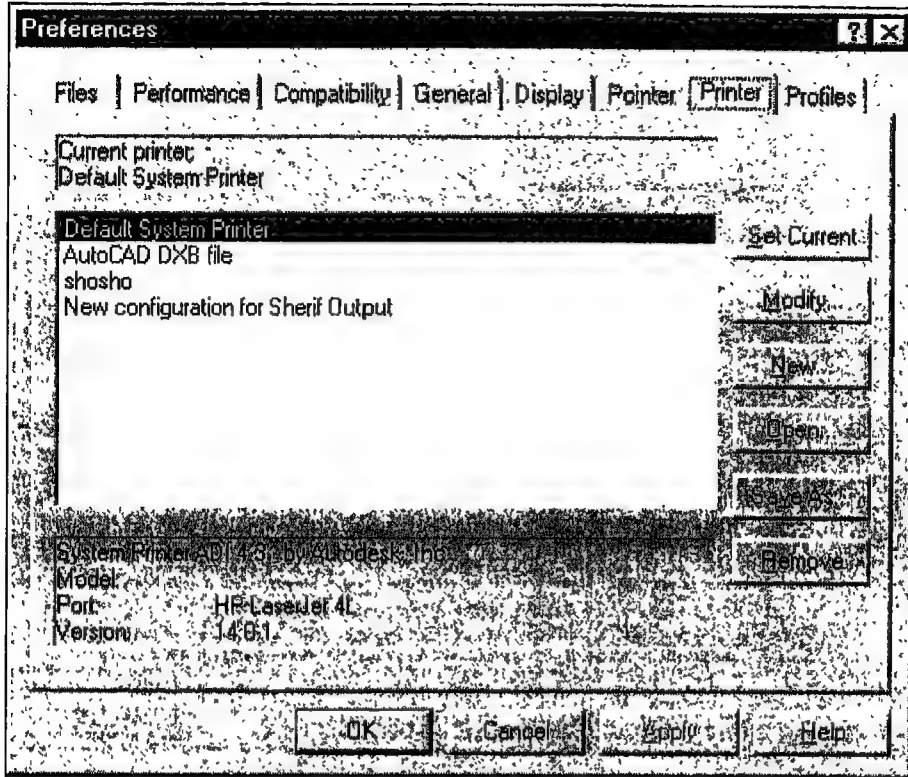 Preferences
Files Performance Compatibility General Display Pointer Printer Profiles
Current printer:
Default System Printer
Default System Printer
AutoCAD DXB file
shosho
New configuration for Sherif Output
Set Current
Modify
New
Open
Save As
Remove
System Printer ADI 4.3 - by Autodesk, Inc
Model:
Port: HP LaserJet 4L
Version: 14.0.1
OK Cancel Apply Help